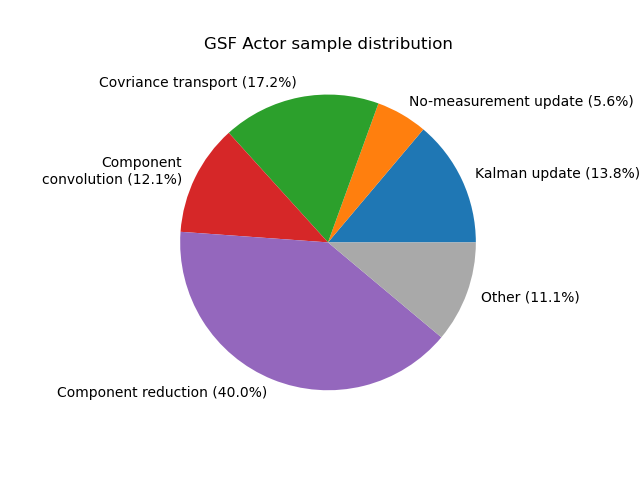 GSF Actor sample distribution
Covriance transport (17.2%)
No-measurement update (5.6%)
Component
convolution (12.1%)
Kalman update (13.8%)
Other (11.1%)
Component reduction (40.0%)